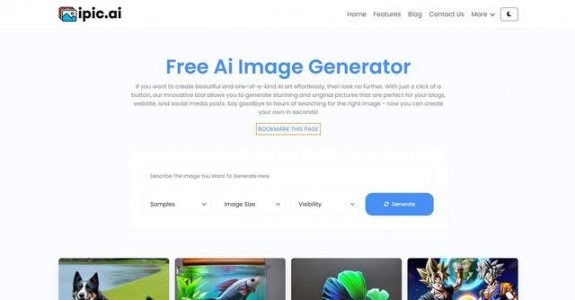 ipic.ai
Home Features Blog Contact Us More
Free Ai Image Generator
If you want to create beautiful and one-of-a-kind AI art effortlessly, then look no further. With just a click of a
button, our innovative tool allows you to generate stunning and original pictures that are perfect for your blogs,
website, and social media posts. Say goodbye to hours of searching for the right image - now you can create
your own in seconds!
BOOKMARK THIS PAGE
Describe The Image You Want To Generate Here
Samples Image Size Visibility Generate